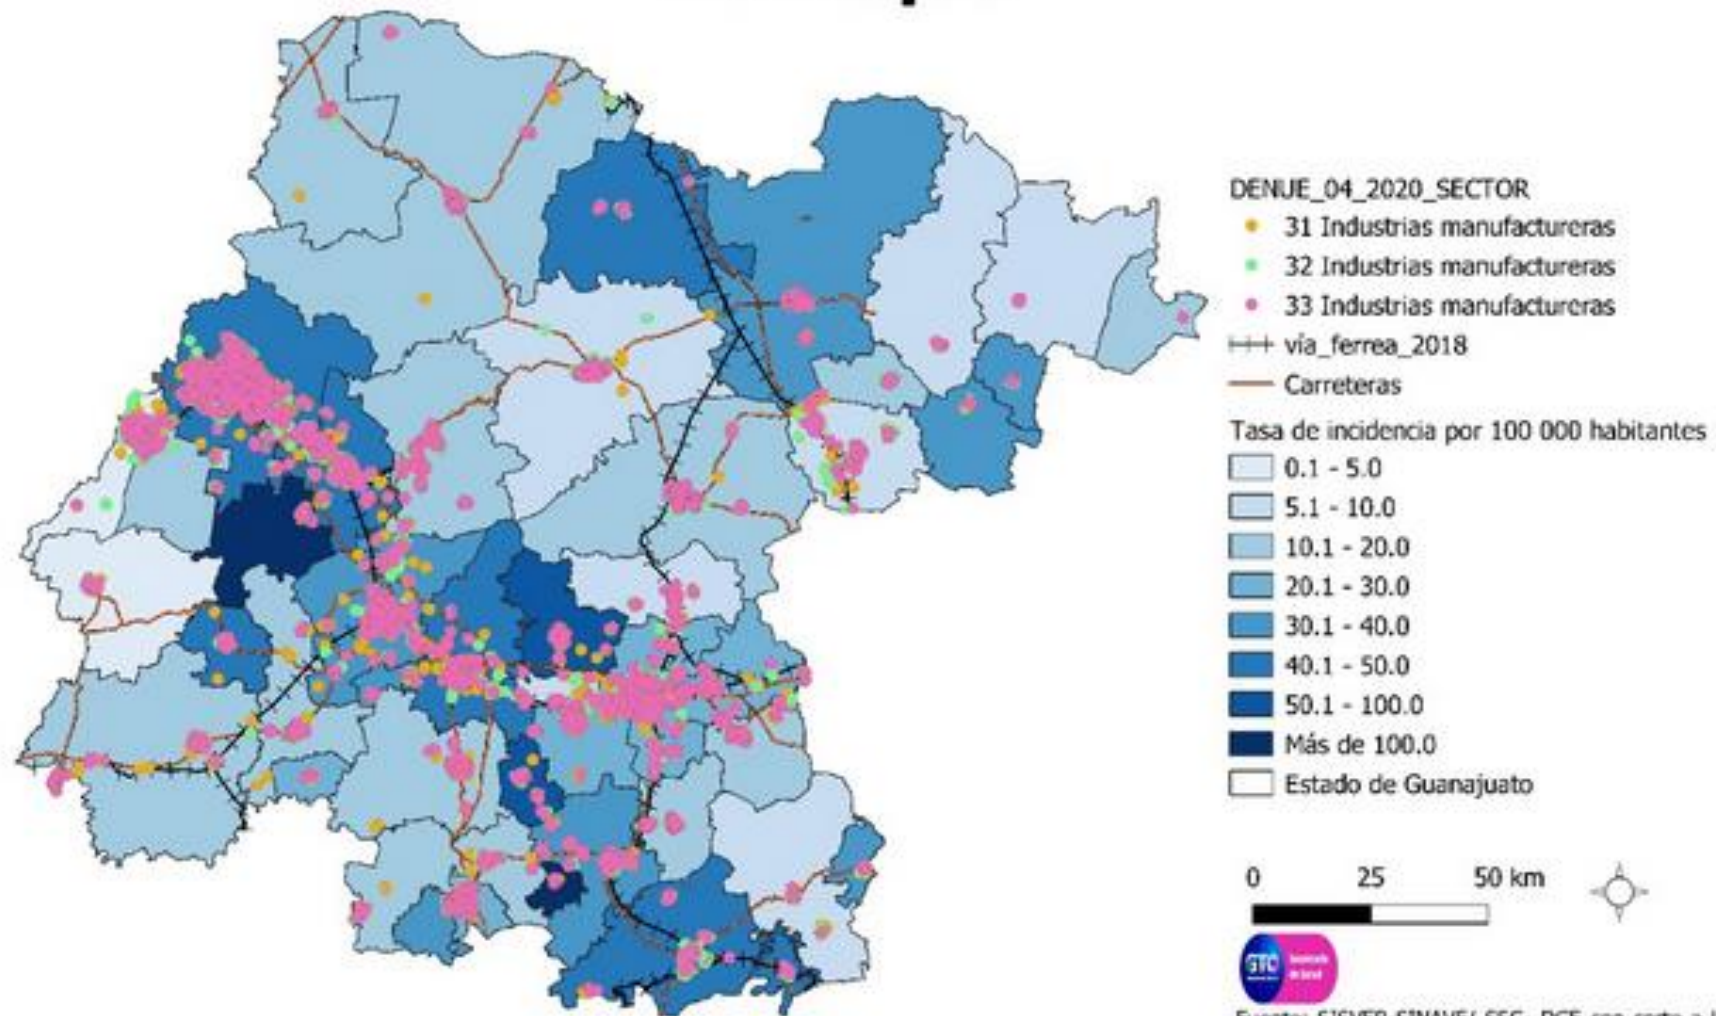 DENUE_04_2020_SECTOR
31 Industrias manufactureras
32 Industrias manufactureras
33 Industrias manufactureras
vía_ferrea_2018
Carreteras
Tasa de incidencia por 100 000 habitantes
0.1 - 5.0
5.1 - 10.0
10.1 - 20.0
20.1 - 30.0
30.1 - 40.0
40.1 - 50.0
50.1 - 100.0
Más de 100.0
Estado de Guanajuato
0 25 50 km
GTO